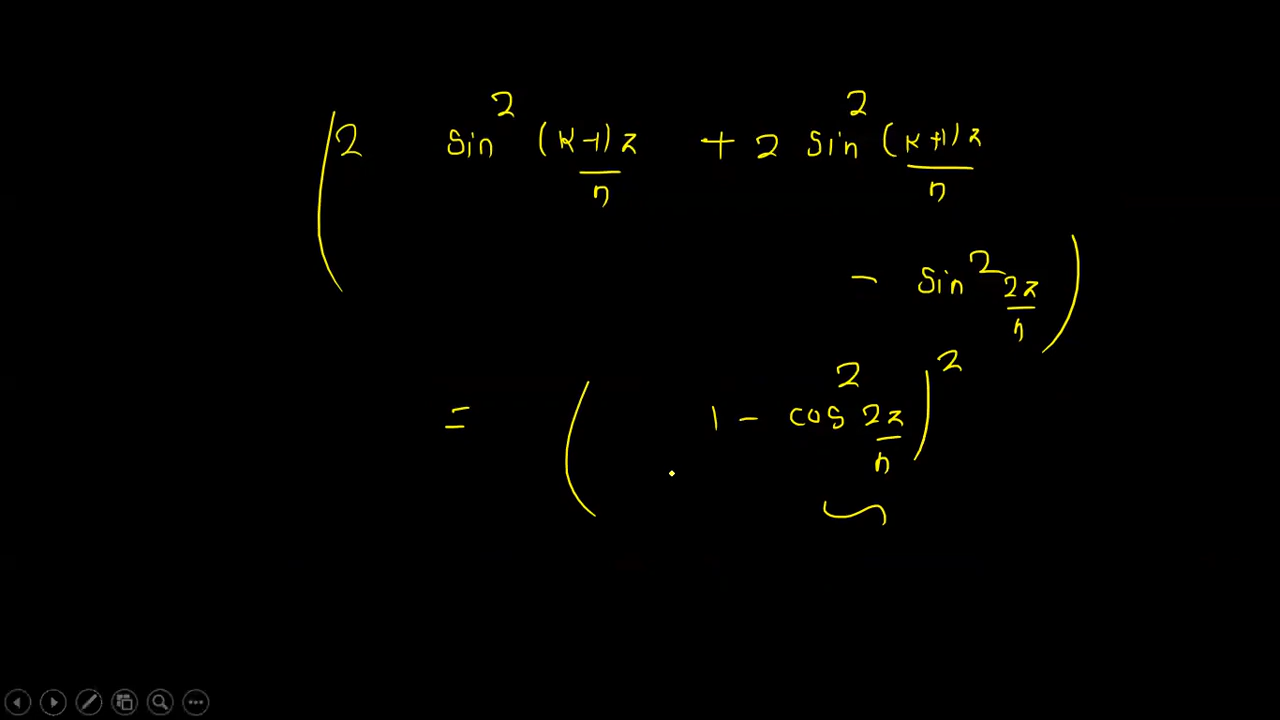 (2 sin² (k-1)π/n + 2 sin² (k+1)π/n
- sin² 2π/n)
= ( 1 - cos² 2π/n )²